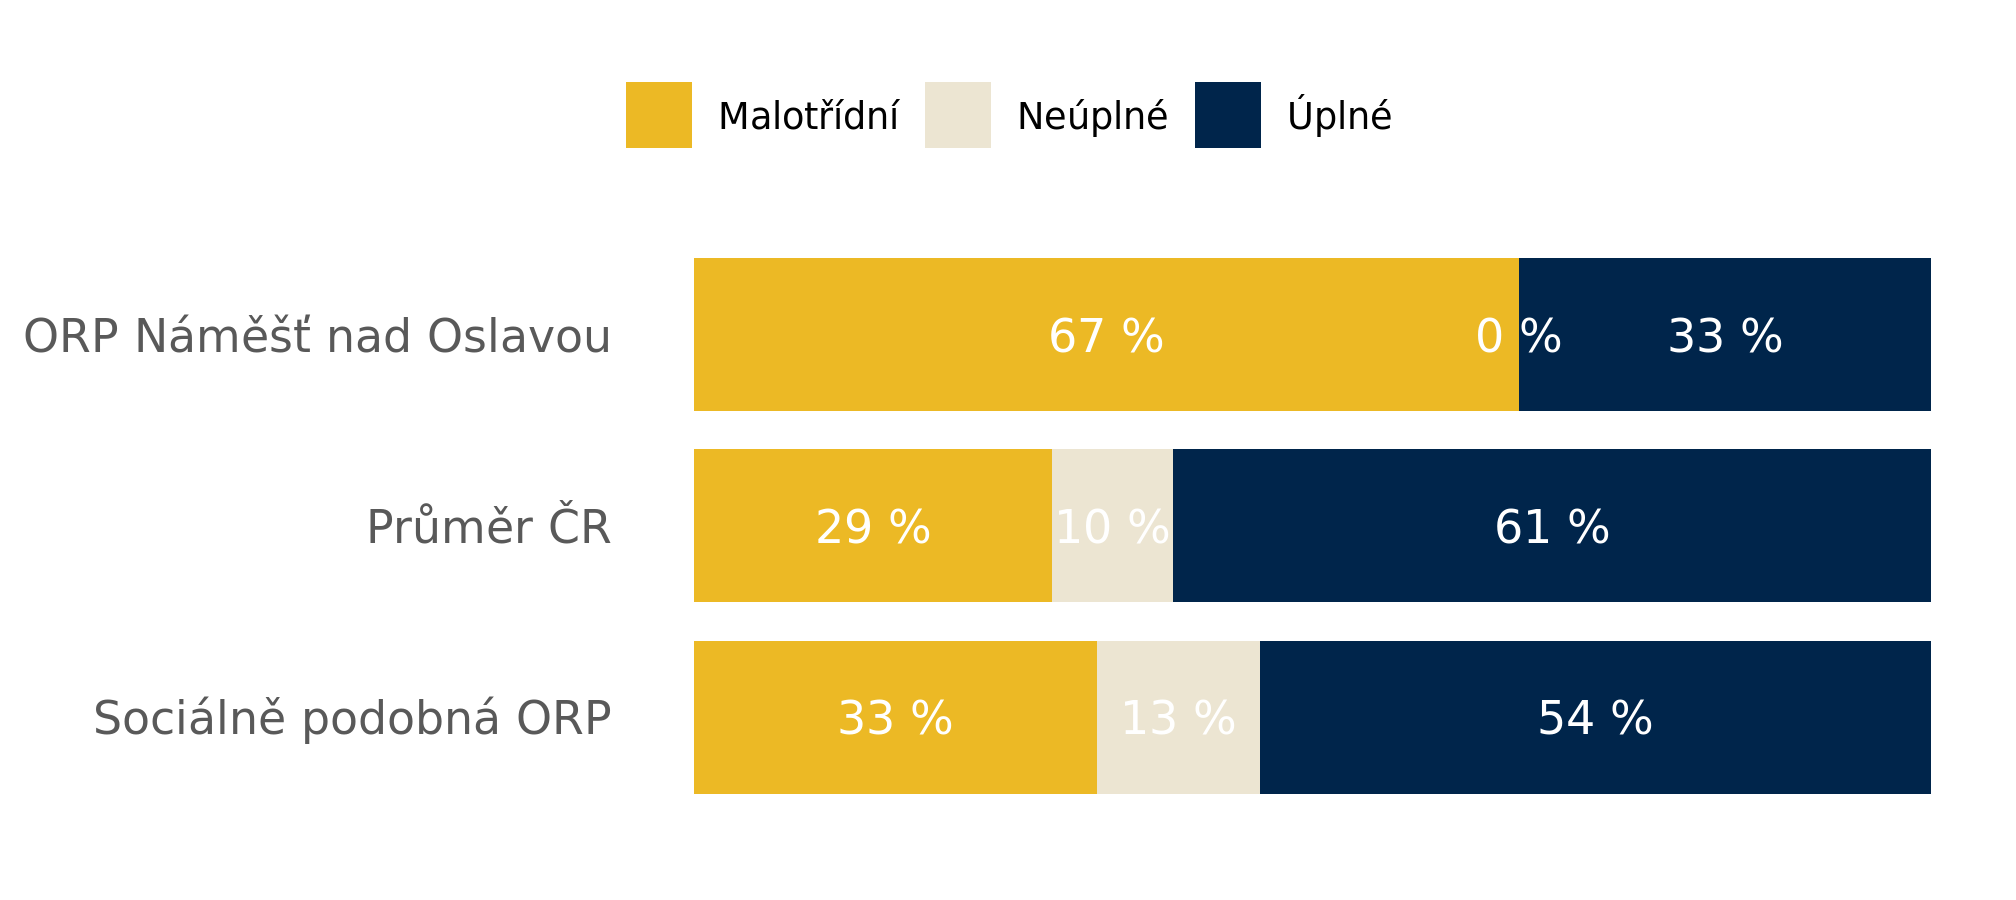 Malotřídní Neúplné Úplné
ORP Náměšť nad Oslavou 67 % 0 % 33 %
Průměr ČR 29 % 10 % 61 %
Sociálně podobná ORP 33 % 13 % 54 %